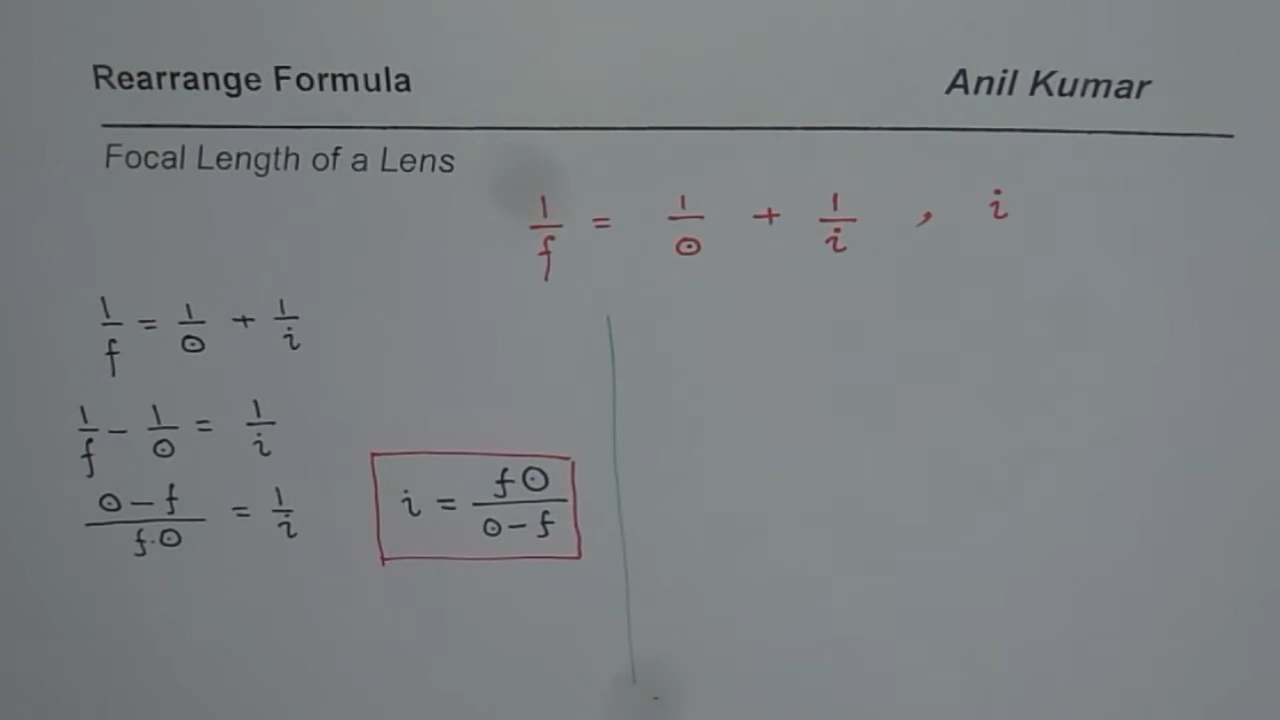 Rearrange Formula Anil Kumar
Focal Length of a Lens
1/f = 1/o + 1/i , i
1/f = 1/o + 1/i
1/f - 1/o = 1/i
o-f/f·o = 1/i
i = fo/o-f